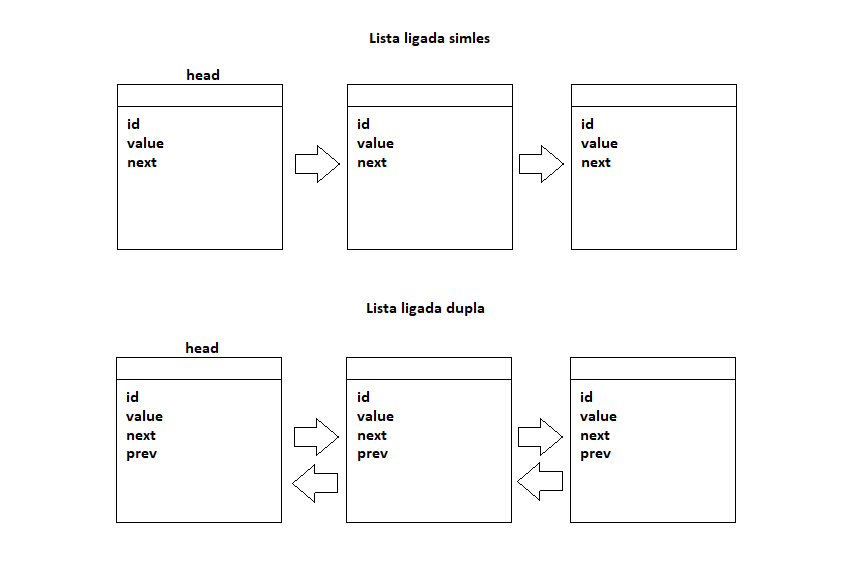 Lista ligada simles
head
id
value
next
id
value
next
id
value
next
Lista ligada dupla
head
id
value
next
prev
id
value
next
prev
id
value
next
prev